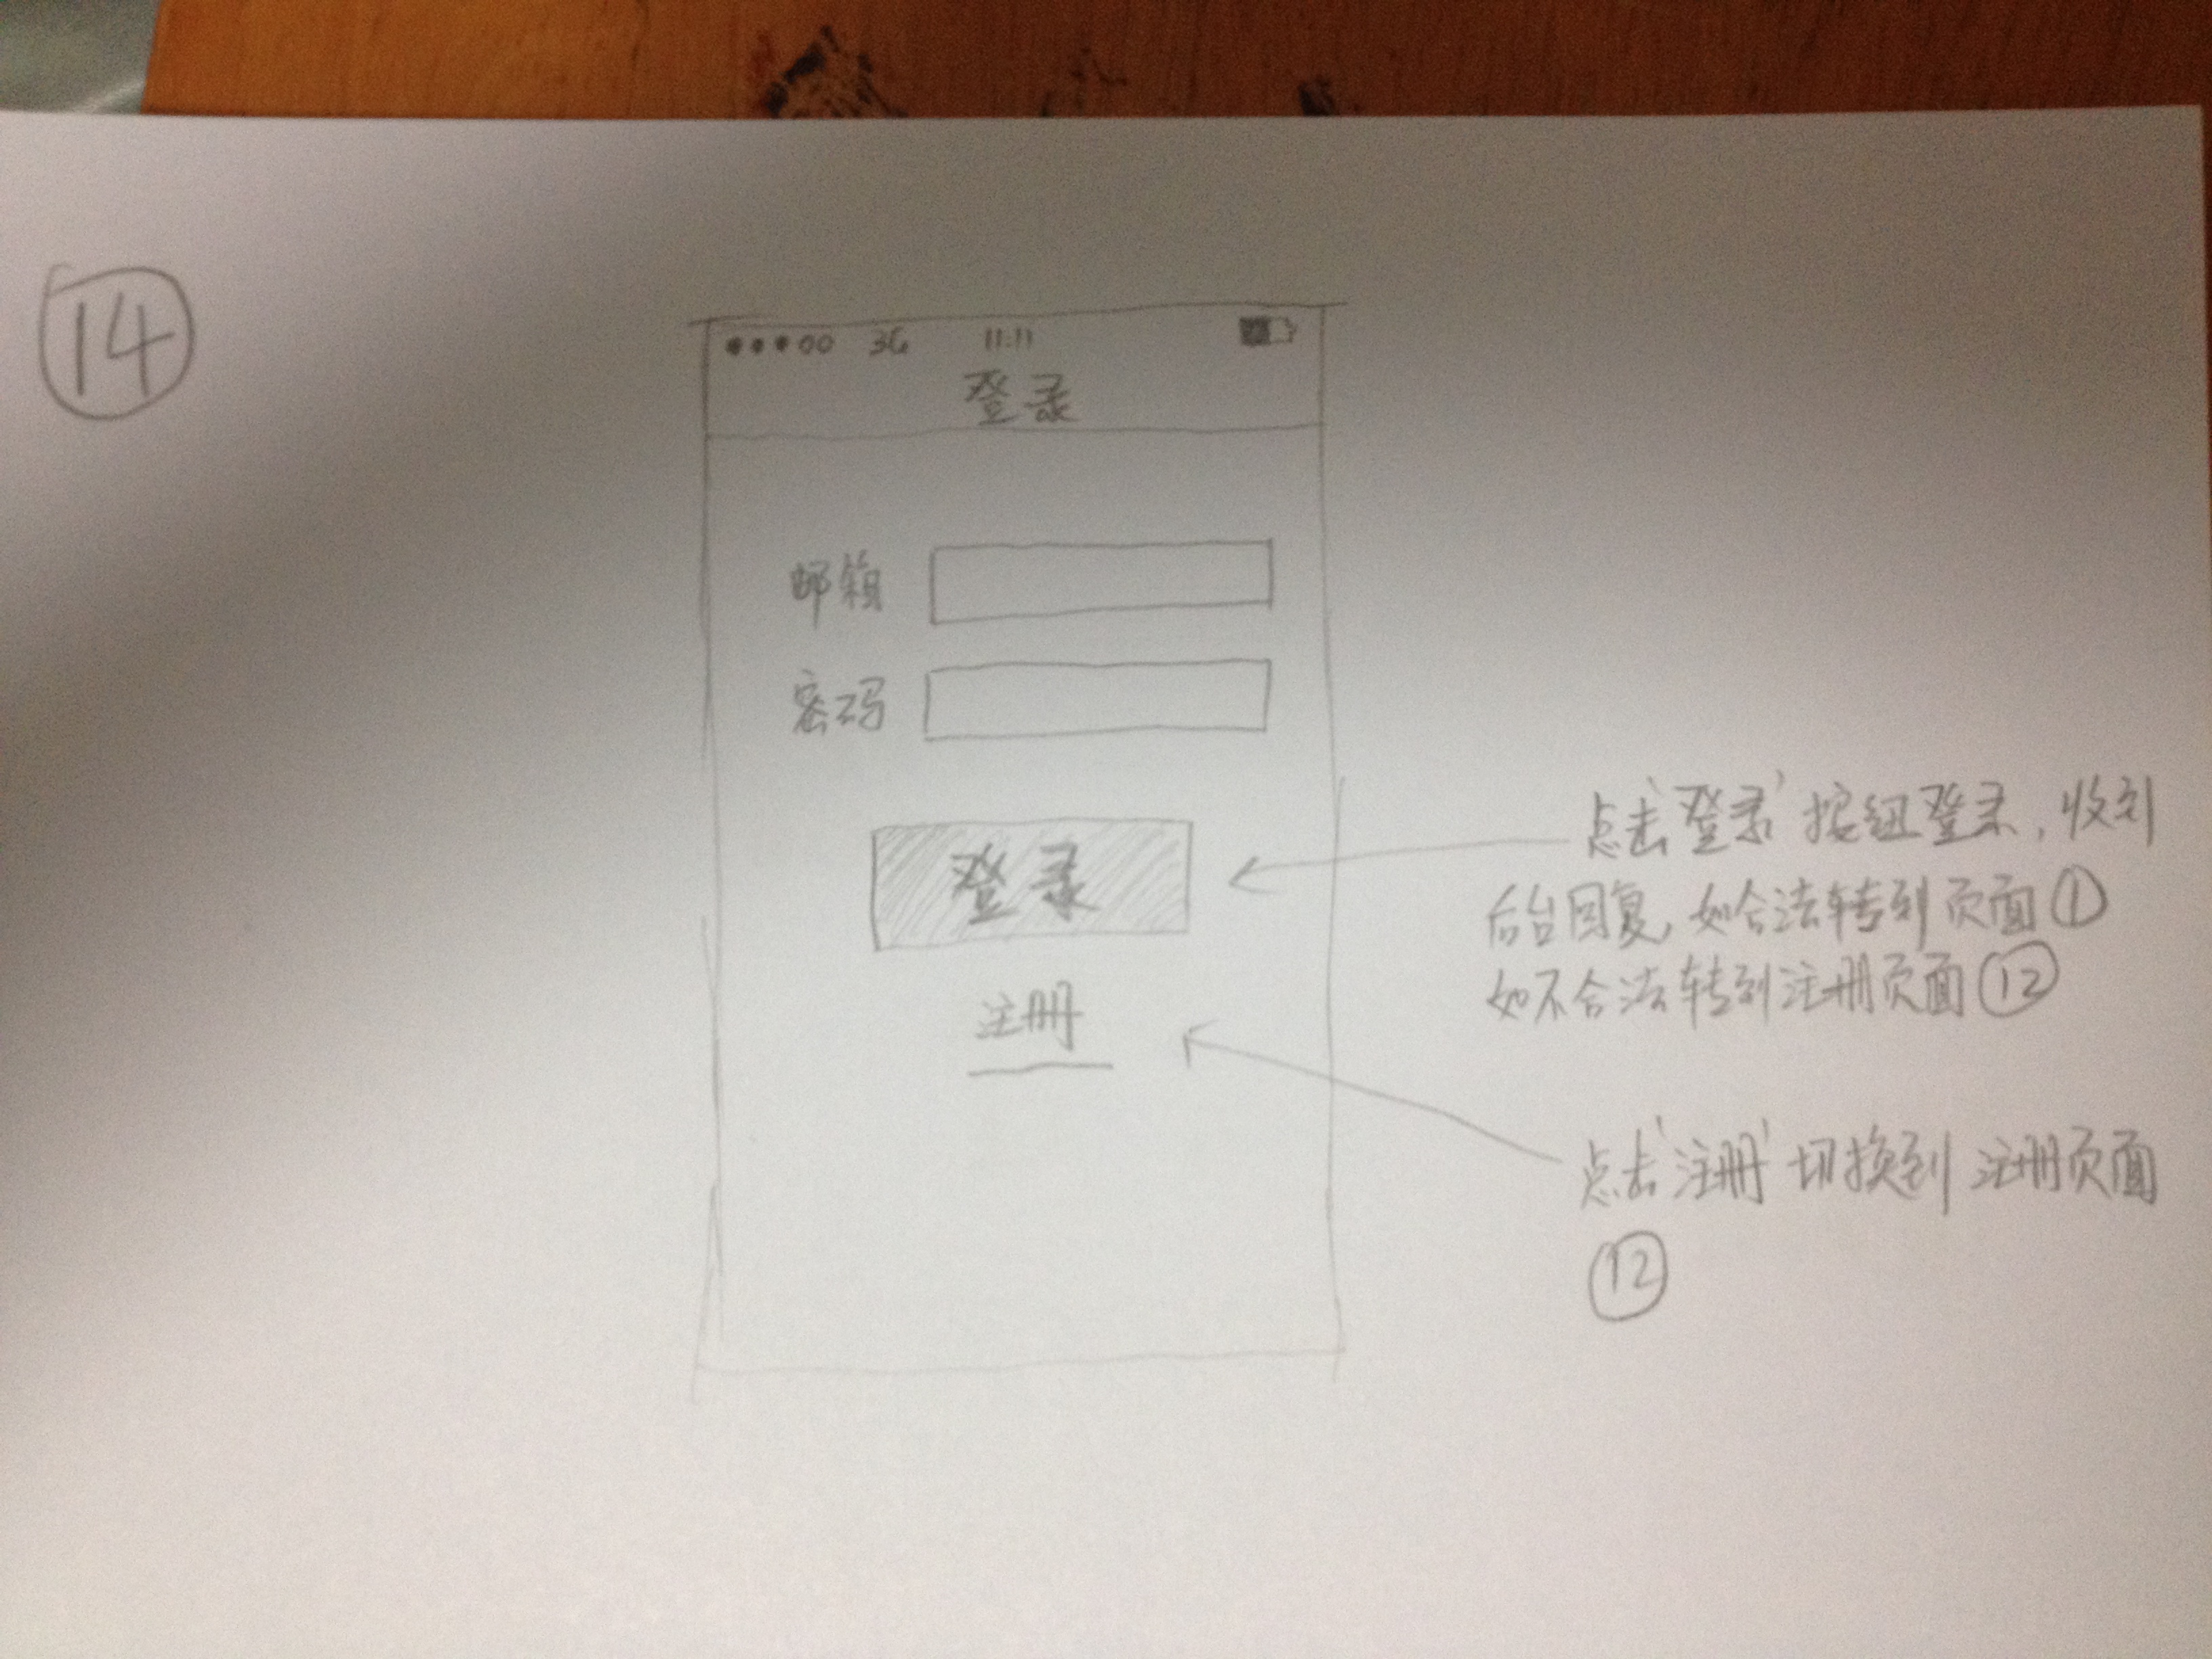 14
●●●○○ 3G 11:11
登录
邮箱
密码
登录
注册
点击'登录'按钮登录,收到
后台回复,如合法转到页面①
如不合法转到注册页面⑫
点击'注册'切换到注册页面
⑫